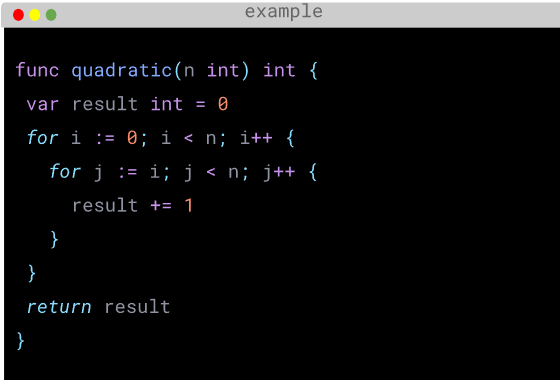 example
func quadratic(n int) int {
var result int = 0
for i := 0; i < n; i++ {
for j := i; j < n; j++ {
result += 1
}
}
return result
}